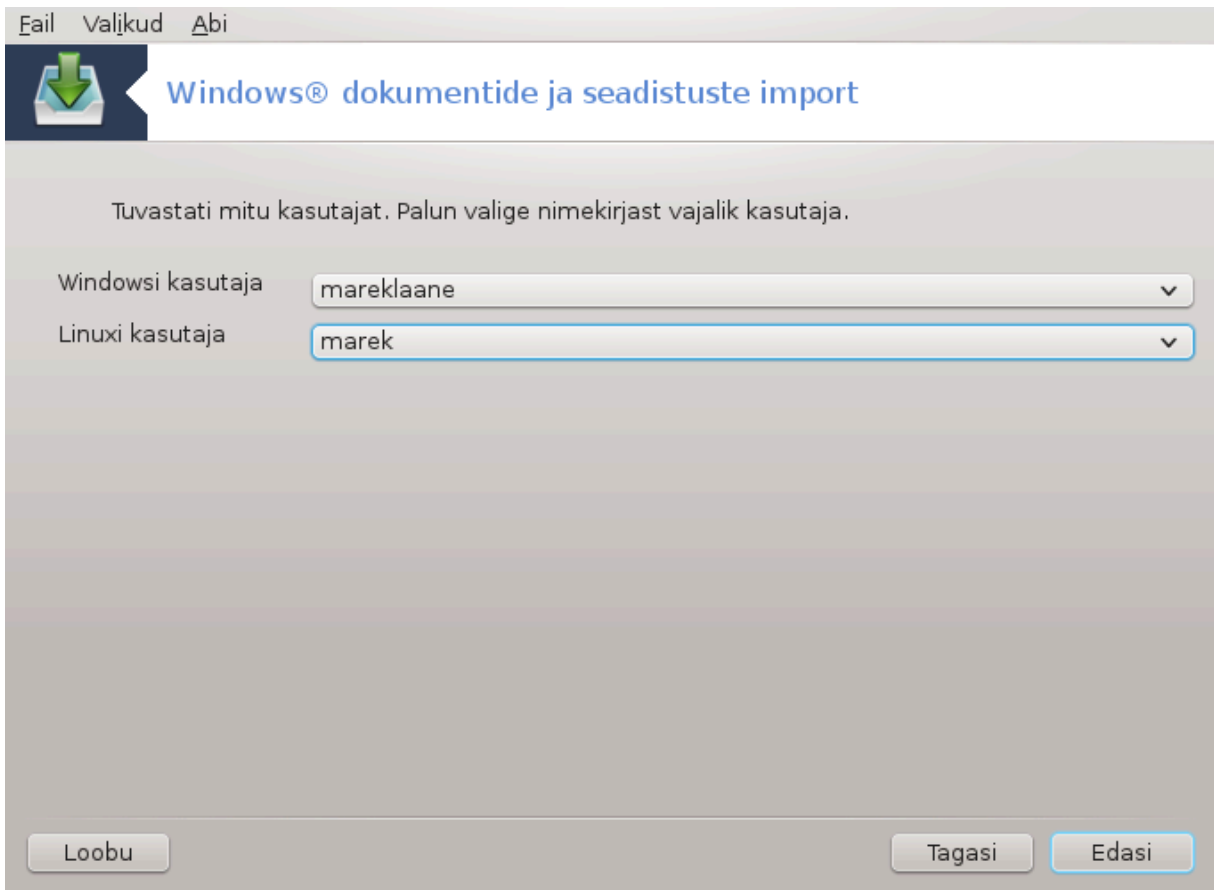 Fail Valikud Abi
Windows® dokumentide ja seadistuste import
Tuvastati mitu kasutajat. Palun valige nimekirjast vajalik kasutaja.
Windowsi kasutaja mareklaane
Linuxi kasutaja marek
Loobu Tagasi Edasi